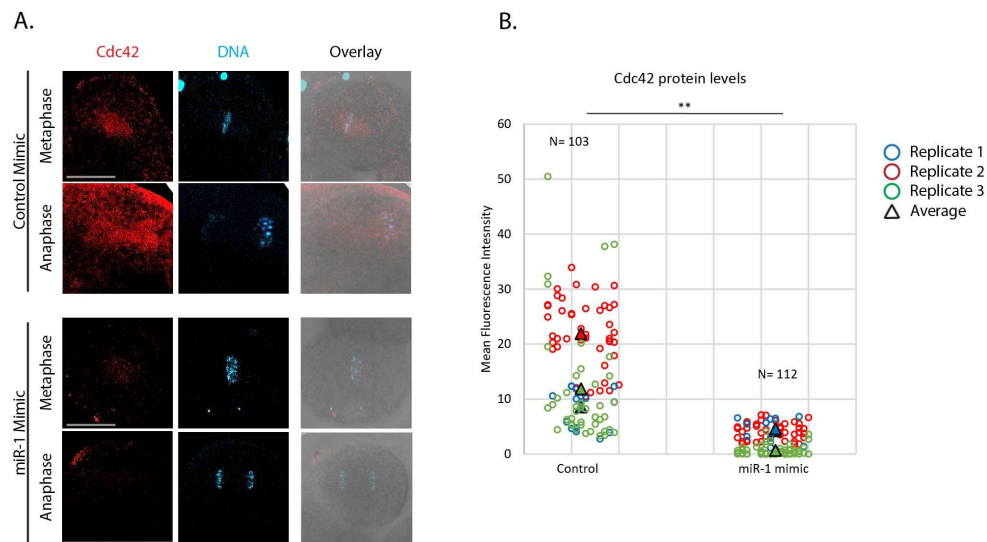 A.
Cdc42
DNA
Overlay
Control Mimic
Metaphase
Anaphase
miR-1 Mimic
Metaphase
Anaphase
B.
Cdc42 protein levels
**
Mean Fluorescence Intesnsity
60
50
40
30
20
10
0
N= 103
N= 112
Control
miR-1 mimic
Replicate 1
Replicate 2
Replicate 3
Average